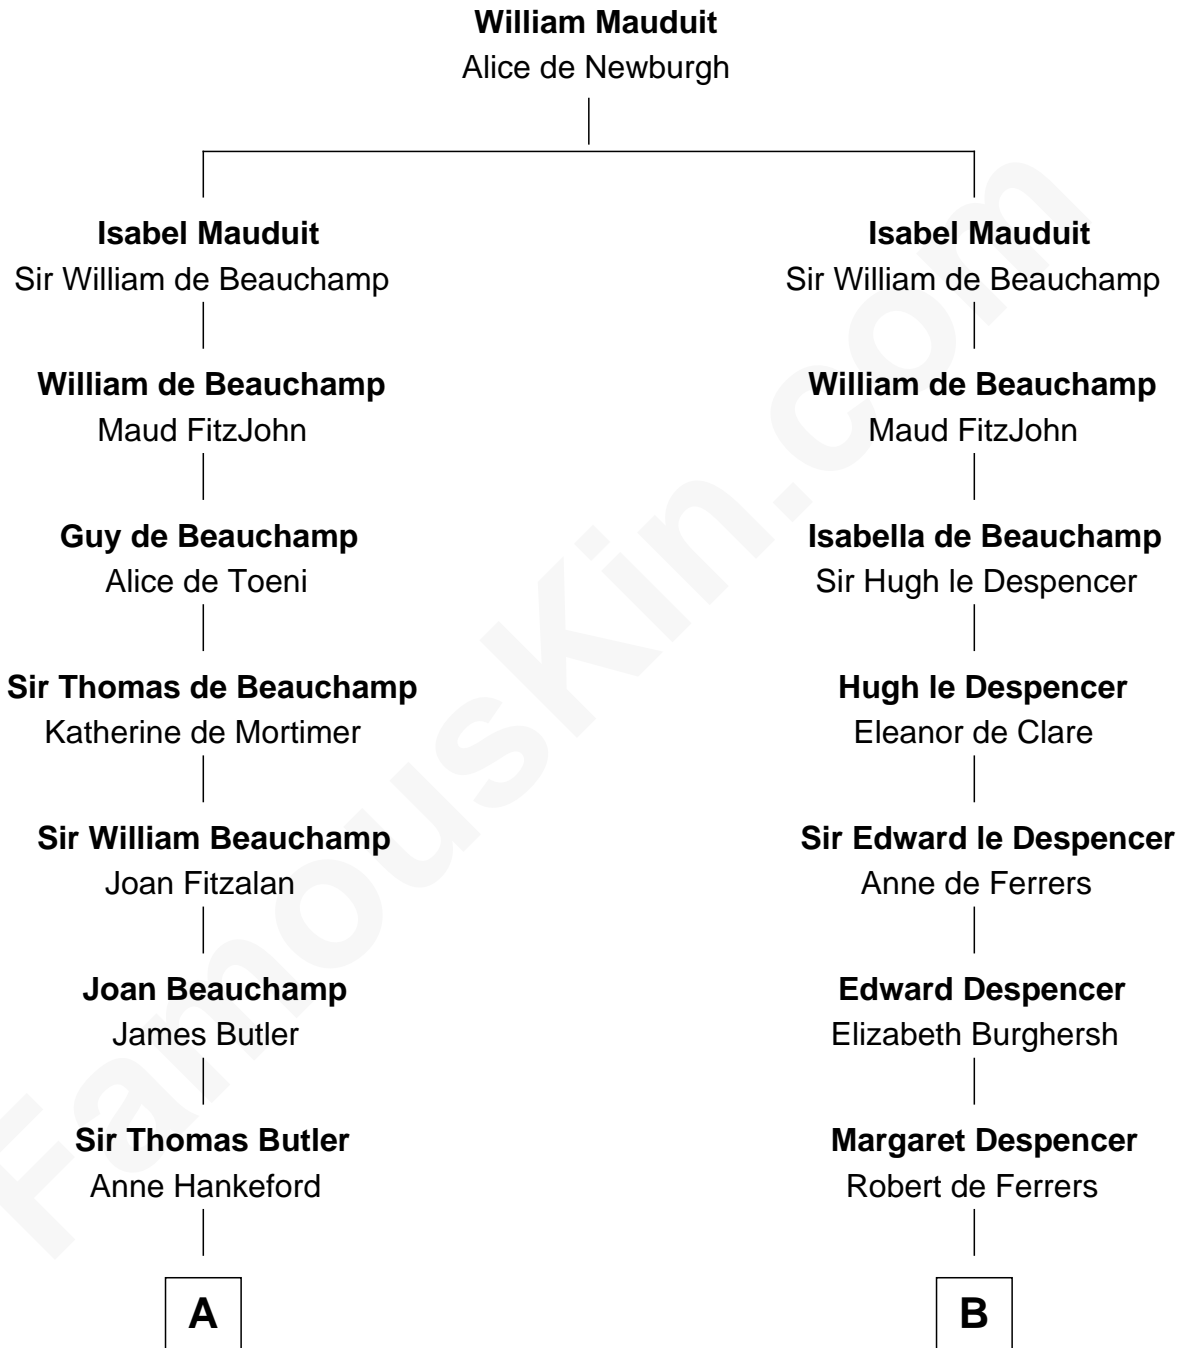 William Mauduit
Alice de Newburgh
Isabel Mauduit
Sir William de Beauchamp
William de Beauchamp
Maud FitzJohn
Guy de Beauchamp
Alice de Toeni
Sir Thomas de Beauchamp
Katherine de Mortimer
Sir William Beauchamp
Joan Fitzalan
Joan Beauchamp
James Butler
Sir Thomas Butler
Anne Hankeford
A
Isabel Mauduit
Sir William de Beauchamp
William de Beauchamp
Maud FitzJohn
Isabella de Beauchamp
Sir Hugh le Despencer
Hugh le Despencer
Eleanor de Clare
Sir Edward le Despencer
Anne de Ferrers
Edward Despencer
Elizabeth Burghersh
Margaret Despencer
Robert de Ferrers
B
FamousKin.com